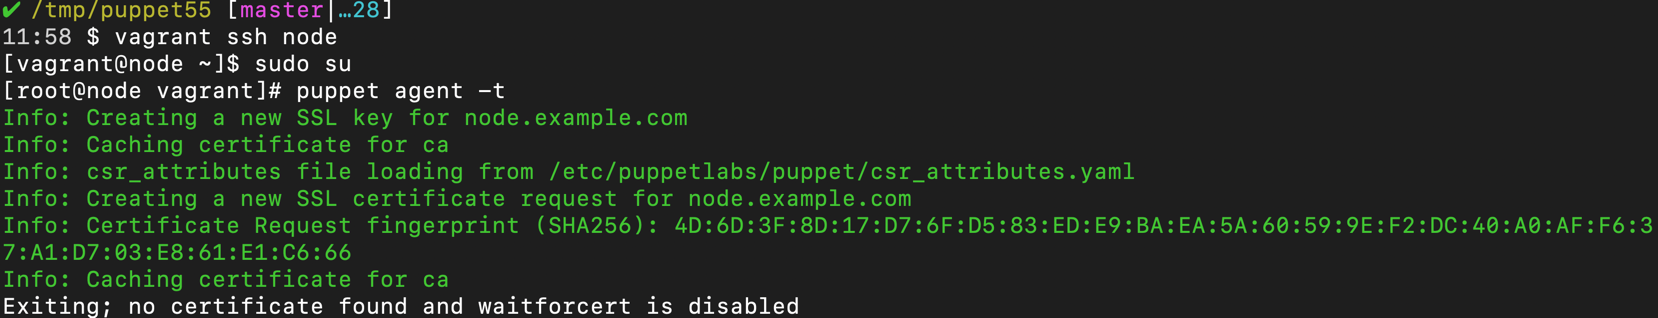 ✔ /tmp/puppet55 [master|…28]
11:58 $ vagrant ssh node
[vagrant@node ~]$ sudo su
[root@node vagrant]# puppet agent -t
Info: Creating a new SSL key for node.example.com
Info: Caching certificate for ca
Info: csr_attributes file loading from /etc/puppetlabs/puppet/csr_attributes.yaml
Info: Creating a new SSL certificate request for node.example.com
Info: Certificate Request fingerprint (SHA256): 4D:6D:3F:8D:17:D7:6F:D5:83:ED:E9:BA:EA:5A:60:59:9E:F2:DC:40:A0:AF:F6:3
7:A1:D7:03:E8:61:E1:C6:66
Info: Caching certificate for ca
Exiting; no certificate found and waitforcert is disabled